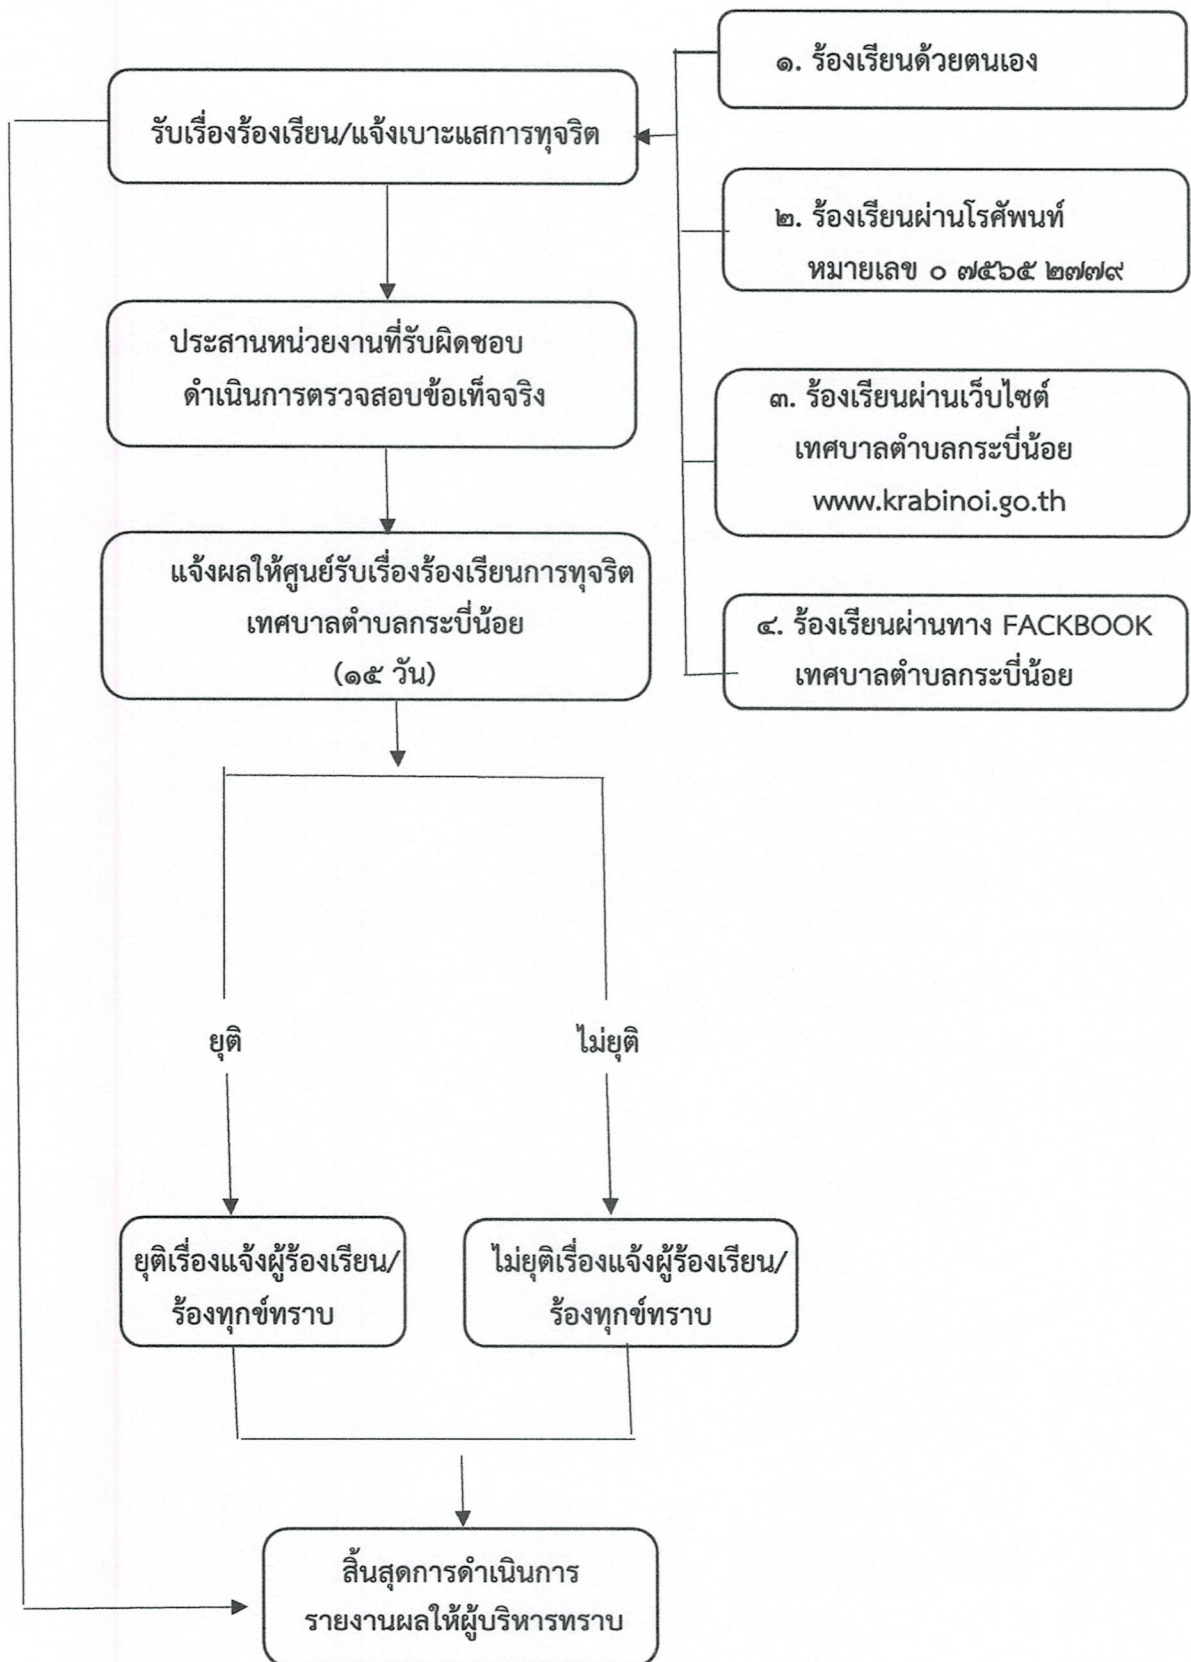 ๑. ร้องเรียนด้วยตนเอง
รับเรื่องร้องเรียน/แจ้งเบาะแสการทุจริต
๒. ร้องเรียนผ่านโรศัพนท์
หมายเลข ๐ ๗๕๖๕ ๒๗๗๙
ประสานหน่วยงานที่รับผิดชอบ
ดำเนินการตรวจสอบข้อเท็จจริง
๓. ร้องเรียนผ่านเว็บไซต์
เทศบาลตำบลกระบี่น้อย
www.krabinoi.go.th
แจ้งผลให้ศูนย์รับเรื่องร้องเรียนการทุจริต
เทศบาลตำบลกระบี่น้อย
(๑๕ วัน)
๔. ร้องเรียนผ่านทาง FACKBOOK
เทศบาลตำบลกระบี่น้อย
ยุติ
ไม่ยุติ
ยุติเรื่องแจ้งผู้ร้องเรียน/
ร้องทุกข์ทราบ
ไม่ยุติเรื่องแจ้งผู้ร้องเรียน/
ร้องทุกข์ทราบ
สิ้นสุดการดำเนินการ
รายงานผลให้ผู้บริหารทราบ